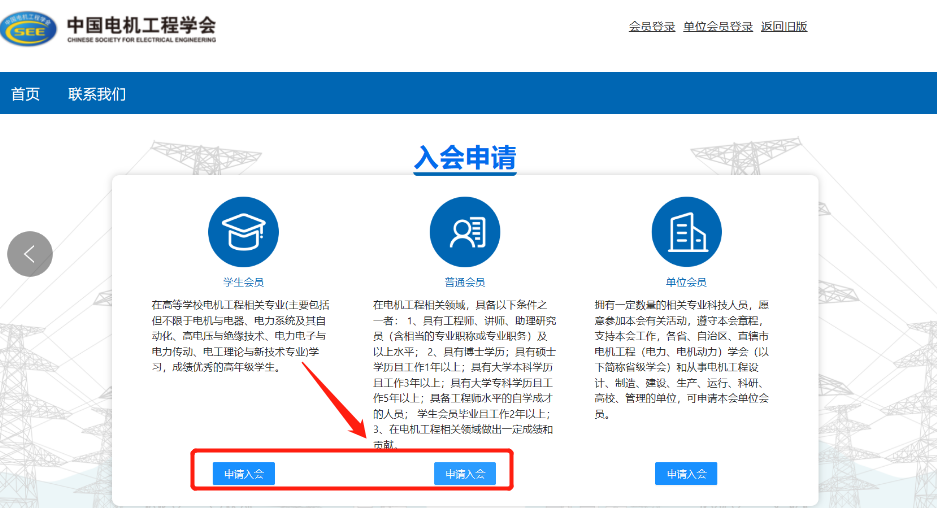 中国电机工程学会
CHINESE SOCIETY FOR ELECTRICAL ENGINEERING
CSEE
会员登录 单位会员登录 返回旧版
首页 联系我们
入会申请
学生会员
在高等学校电机工程相关专业(主要包括
但不限于电机与电器、电力系统及其自
动化、高电压与绝缘技术、电力电子与
电力传动、电工理论与新技术专业)学
习，成绩优秀的高年级学生。
申请入会
普通会员
在电机工程相关领域，具备以下条件之
一者： 1、具有工程师、讲师、助理研究
员（含相当的专业职称或专业职务）及
以上水平； 2、具有博士学历；具有硕士
学历且工作1年以上；具有大学本科学历
且工作3年以上；具有大学专科学历且工
作5年以上；具备工程师水平的自学成才
的人员； 学生会员毕业且工作2年以上；
3、在电机工程相关领域做出一定成绩和
贡献。
申请入会
单位会员
拥有一定数量的相关专业科技人员，愿
意参加本会有关活动，遵守本会章程，
支持本会工作，各省、自治区、直辖市
电机工程（电力、电机动力）学会（以
下简称省级学会）和从事电机工程设
计、制造、建设、生产、运行、科研、
高校、管理的单位，可申请本会单位会
员。
申请入会